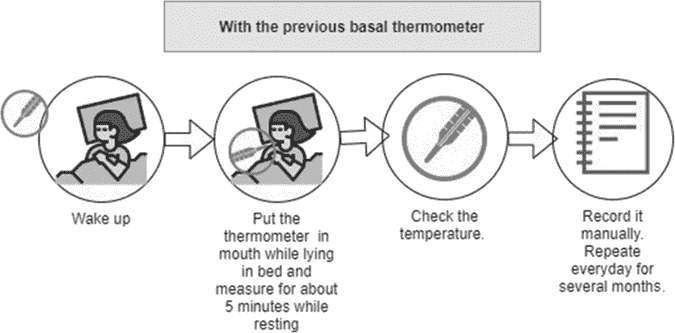 With the previous basal thermometer
Wake up
Put the
thermometer in
mouth while lying
in bed and
measure for about
5 minutes while
resting
Check the
temperature.
Record it
manually.
Repeat
everyday for
several months.